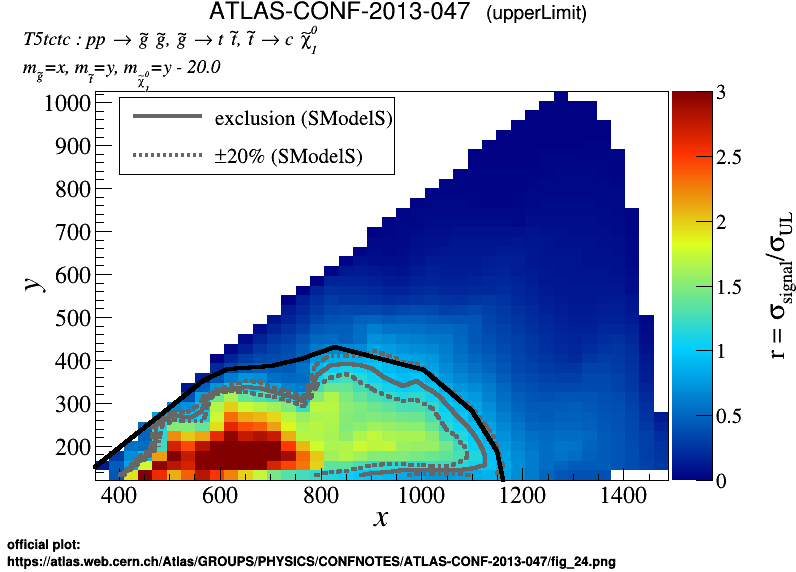 ATLAS-CONF-2013-047 (upperLimit)
T5tctc : pp → g̃ g̃, g̃ → t t̃, t̃ → c χ̃₁⁰
m_g̃=x, m_t̃=y, m_χ̃₁⁰=y - 20.0
exclusion (SModelS)
±20% (SModelS)
1000
900
800
700
600
500
400
300
200
y
400 600 800 1000 1200 1400
x
3
2.5
2
1.5
1
0.5
0
r = σ_signal/σ_UL
official plot:
https://atlas.web.cern.ch/Atlas/GROUPS/PHYSICS/CONFNOTES/ATLAS-CONF-2013-047/fig_24.png